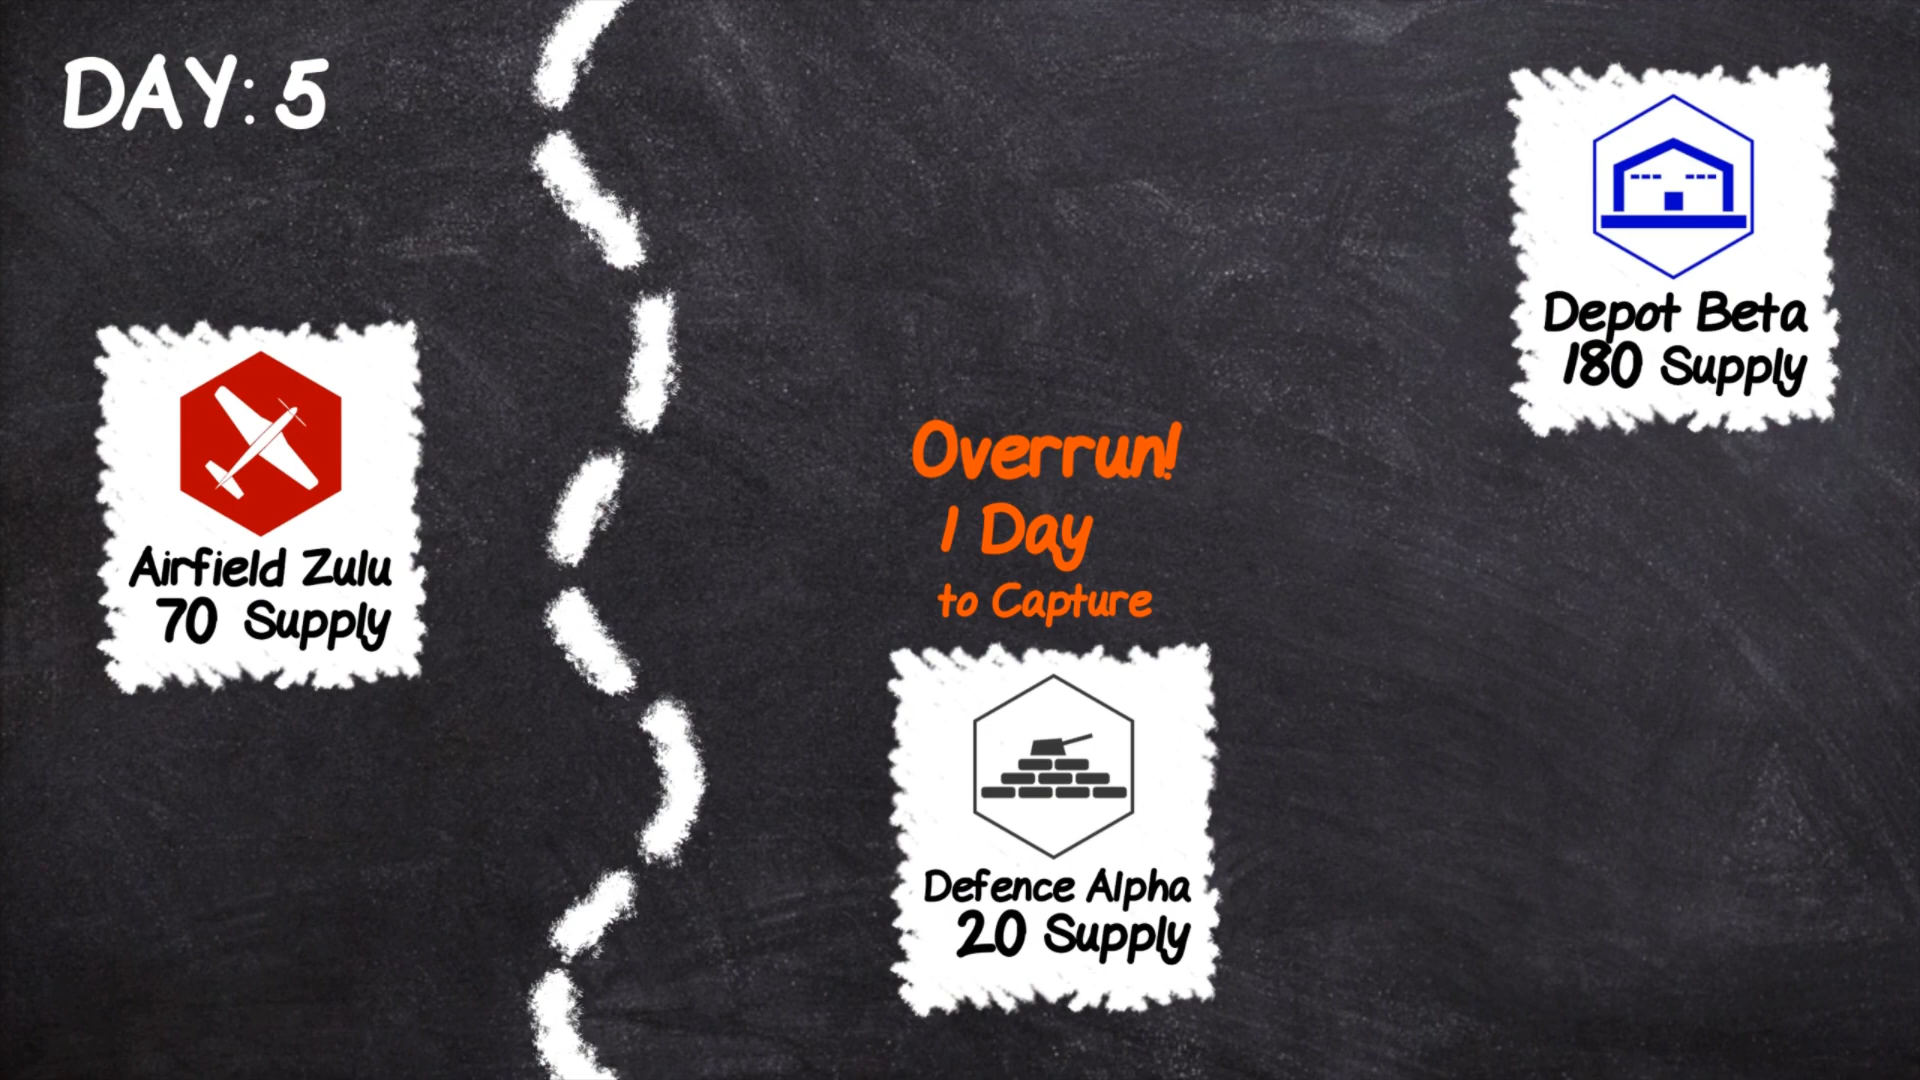 DAY: 5
Depot Beta
180 Supply
Airfield Zulu
70 Supply
Overrun!
1 Day
to Capture
Defence Alpha
20 Supply